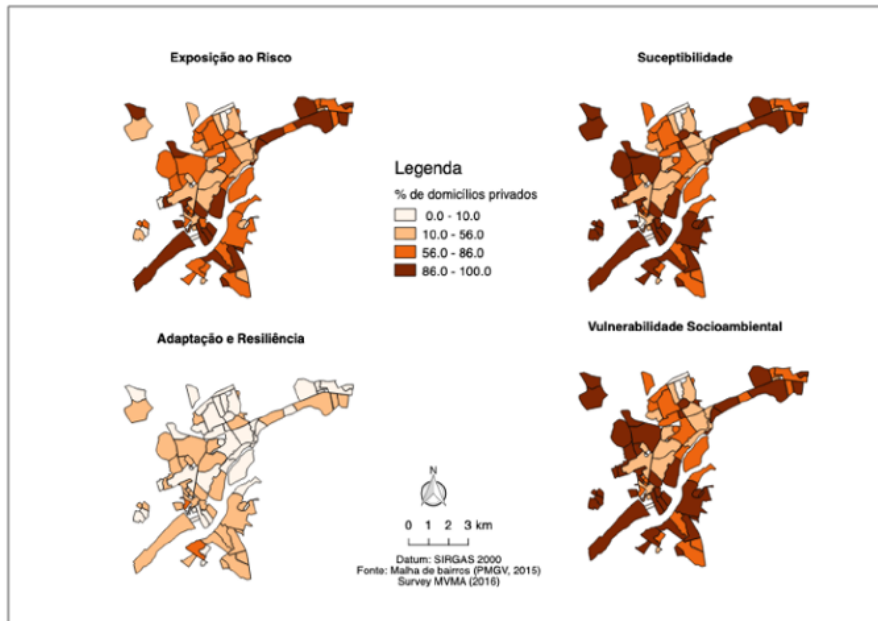 Exposição ao Risco
Suceptibilidade
Legenda
% de domicílios privados
0.0 - 10.0
10.0 - 56.0
56.0 - 86.0
86.0 - 100.0
Adaptação e Resiliência
Vulnerabilidade Socioambiental
N
0 1 2 3 km
Datum: SIRGAS 2000
Fonte: Malha de bairros (PMGV, 2015)
Survey MVMA (2016)